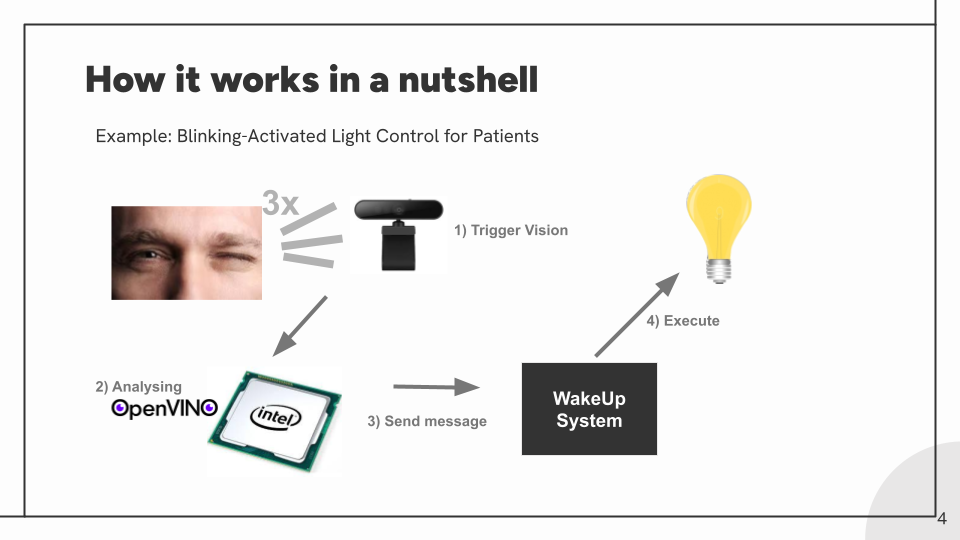 How it works in a nutshell
Example: Blinking-Activated Light Control for Patients
3x
1) Trigger Vision
4) Execute
2) Analysing
OpenVINO
intel
3) Send message
WakeUp
System
4